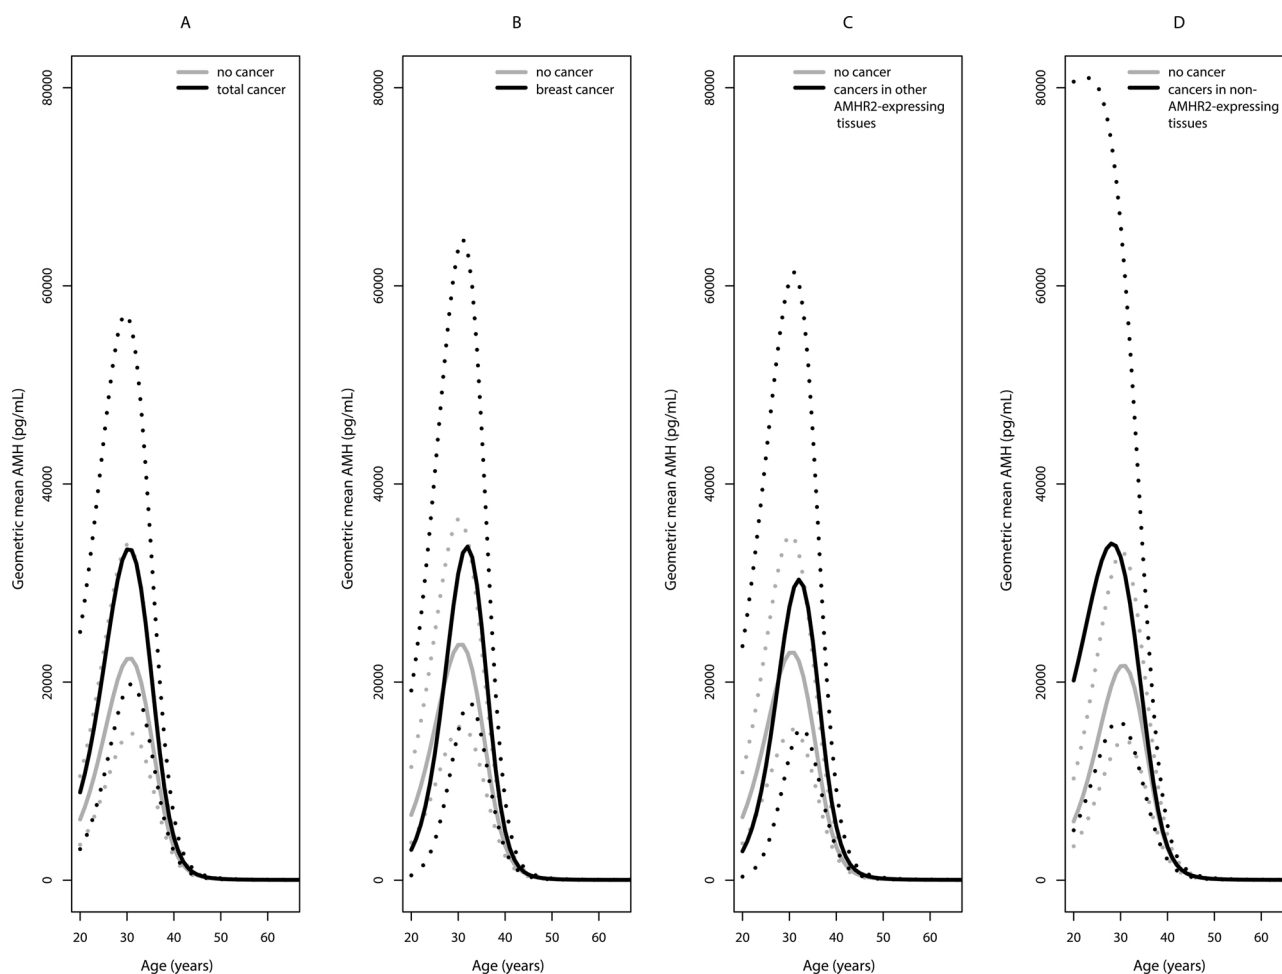 A
no cancer
total cancer
80000
60000
40000
20000
0
Geometric mean AMH (pg/mL)
20 30 40 50 60
Age (years)
B
no cancer
breast cancer
80000
60000
40000
20000
0
Geometric mean AMH (pg/mL)
20 30 40 50 60
Age (years)
C
no cancer
cancers in other
AMHR2-expressing
tissues
80000
60000
40000
20000
0
Geometric mean AMH (pg/mL)
20 30 40 50 60
Age (years)
D
no cancer
cancers in non-
AMHR2-expressing
tissues
80000
60000
40000
20000
0
Geometric mean AMH (pg/mL)
20 30 40 50 60
Age (years)